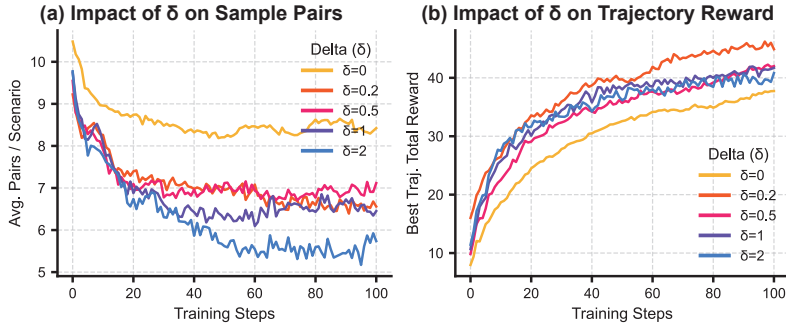 (a) Impact of δ on Sample Pairs
Avg. Pairs / Scenario
10
9
8
7
6
5
0
20
40
60
80
100
Training Steps
Delta (δ)
δ=0
δ=0.2
δ=0.5
δ=1
δ=2
(b) Impact of δ on Trajectory Reward
Best Traj. Total Reward
40
30
20
10
0
20
40
60
80
100
Training Steps
Delta (δ)
δ=0
δ=0.2
δ=0.5
δ=1
δ=2